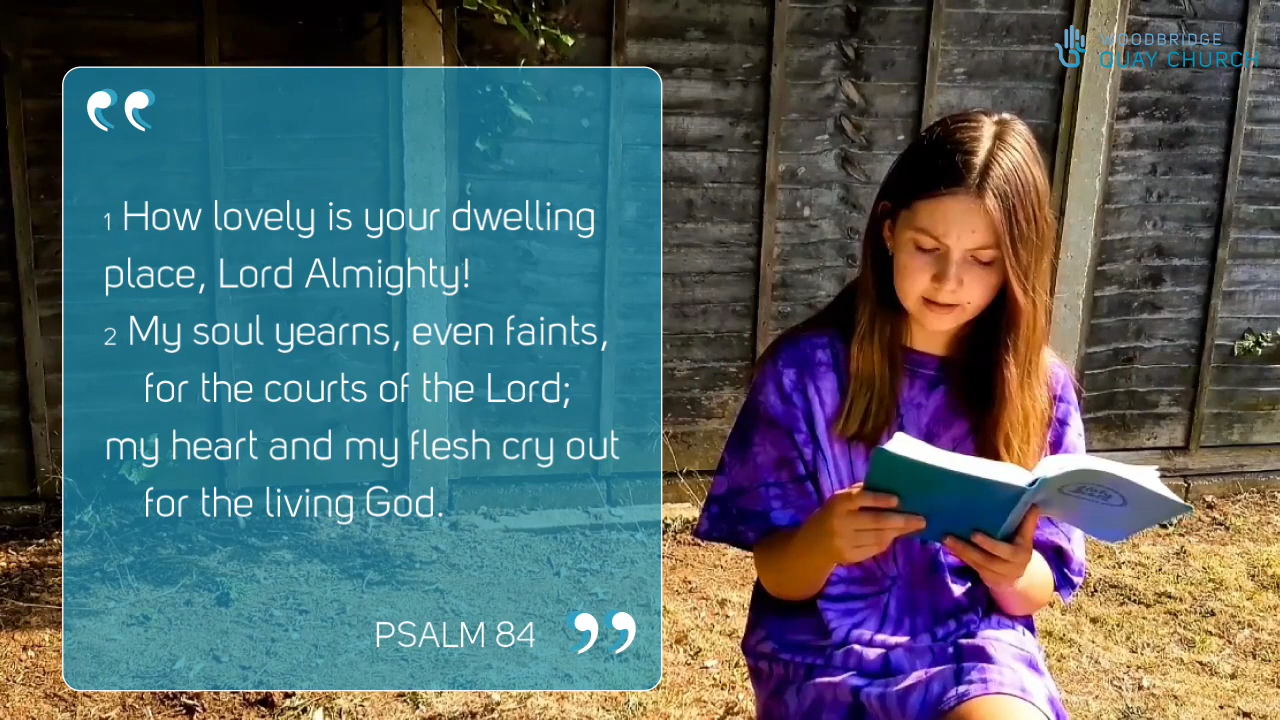 WOODBRIDGE
QUAY CHURCH
1 How lovely is your dwelling
place, Lord Almighty!
2 My soul yearns, even faints,
for the courts of the Lord;
my heart and my flesh cry out
for the living God.
PSALM 84